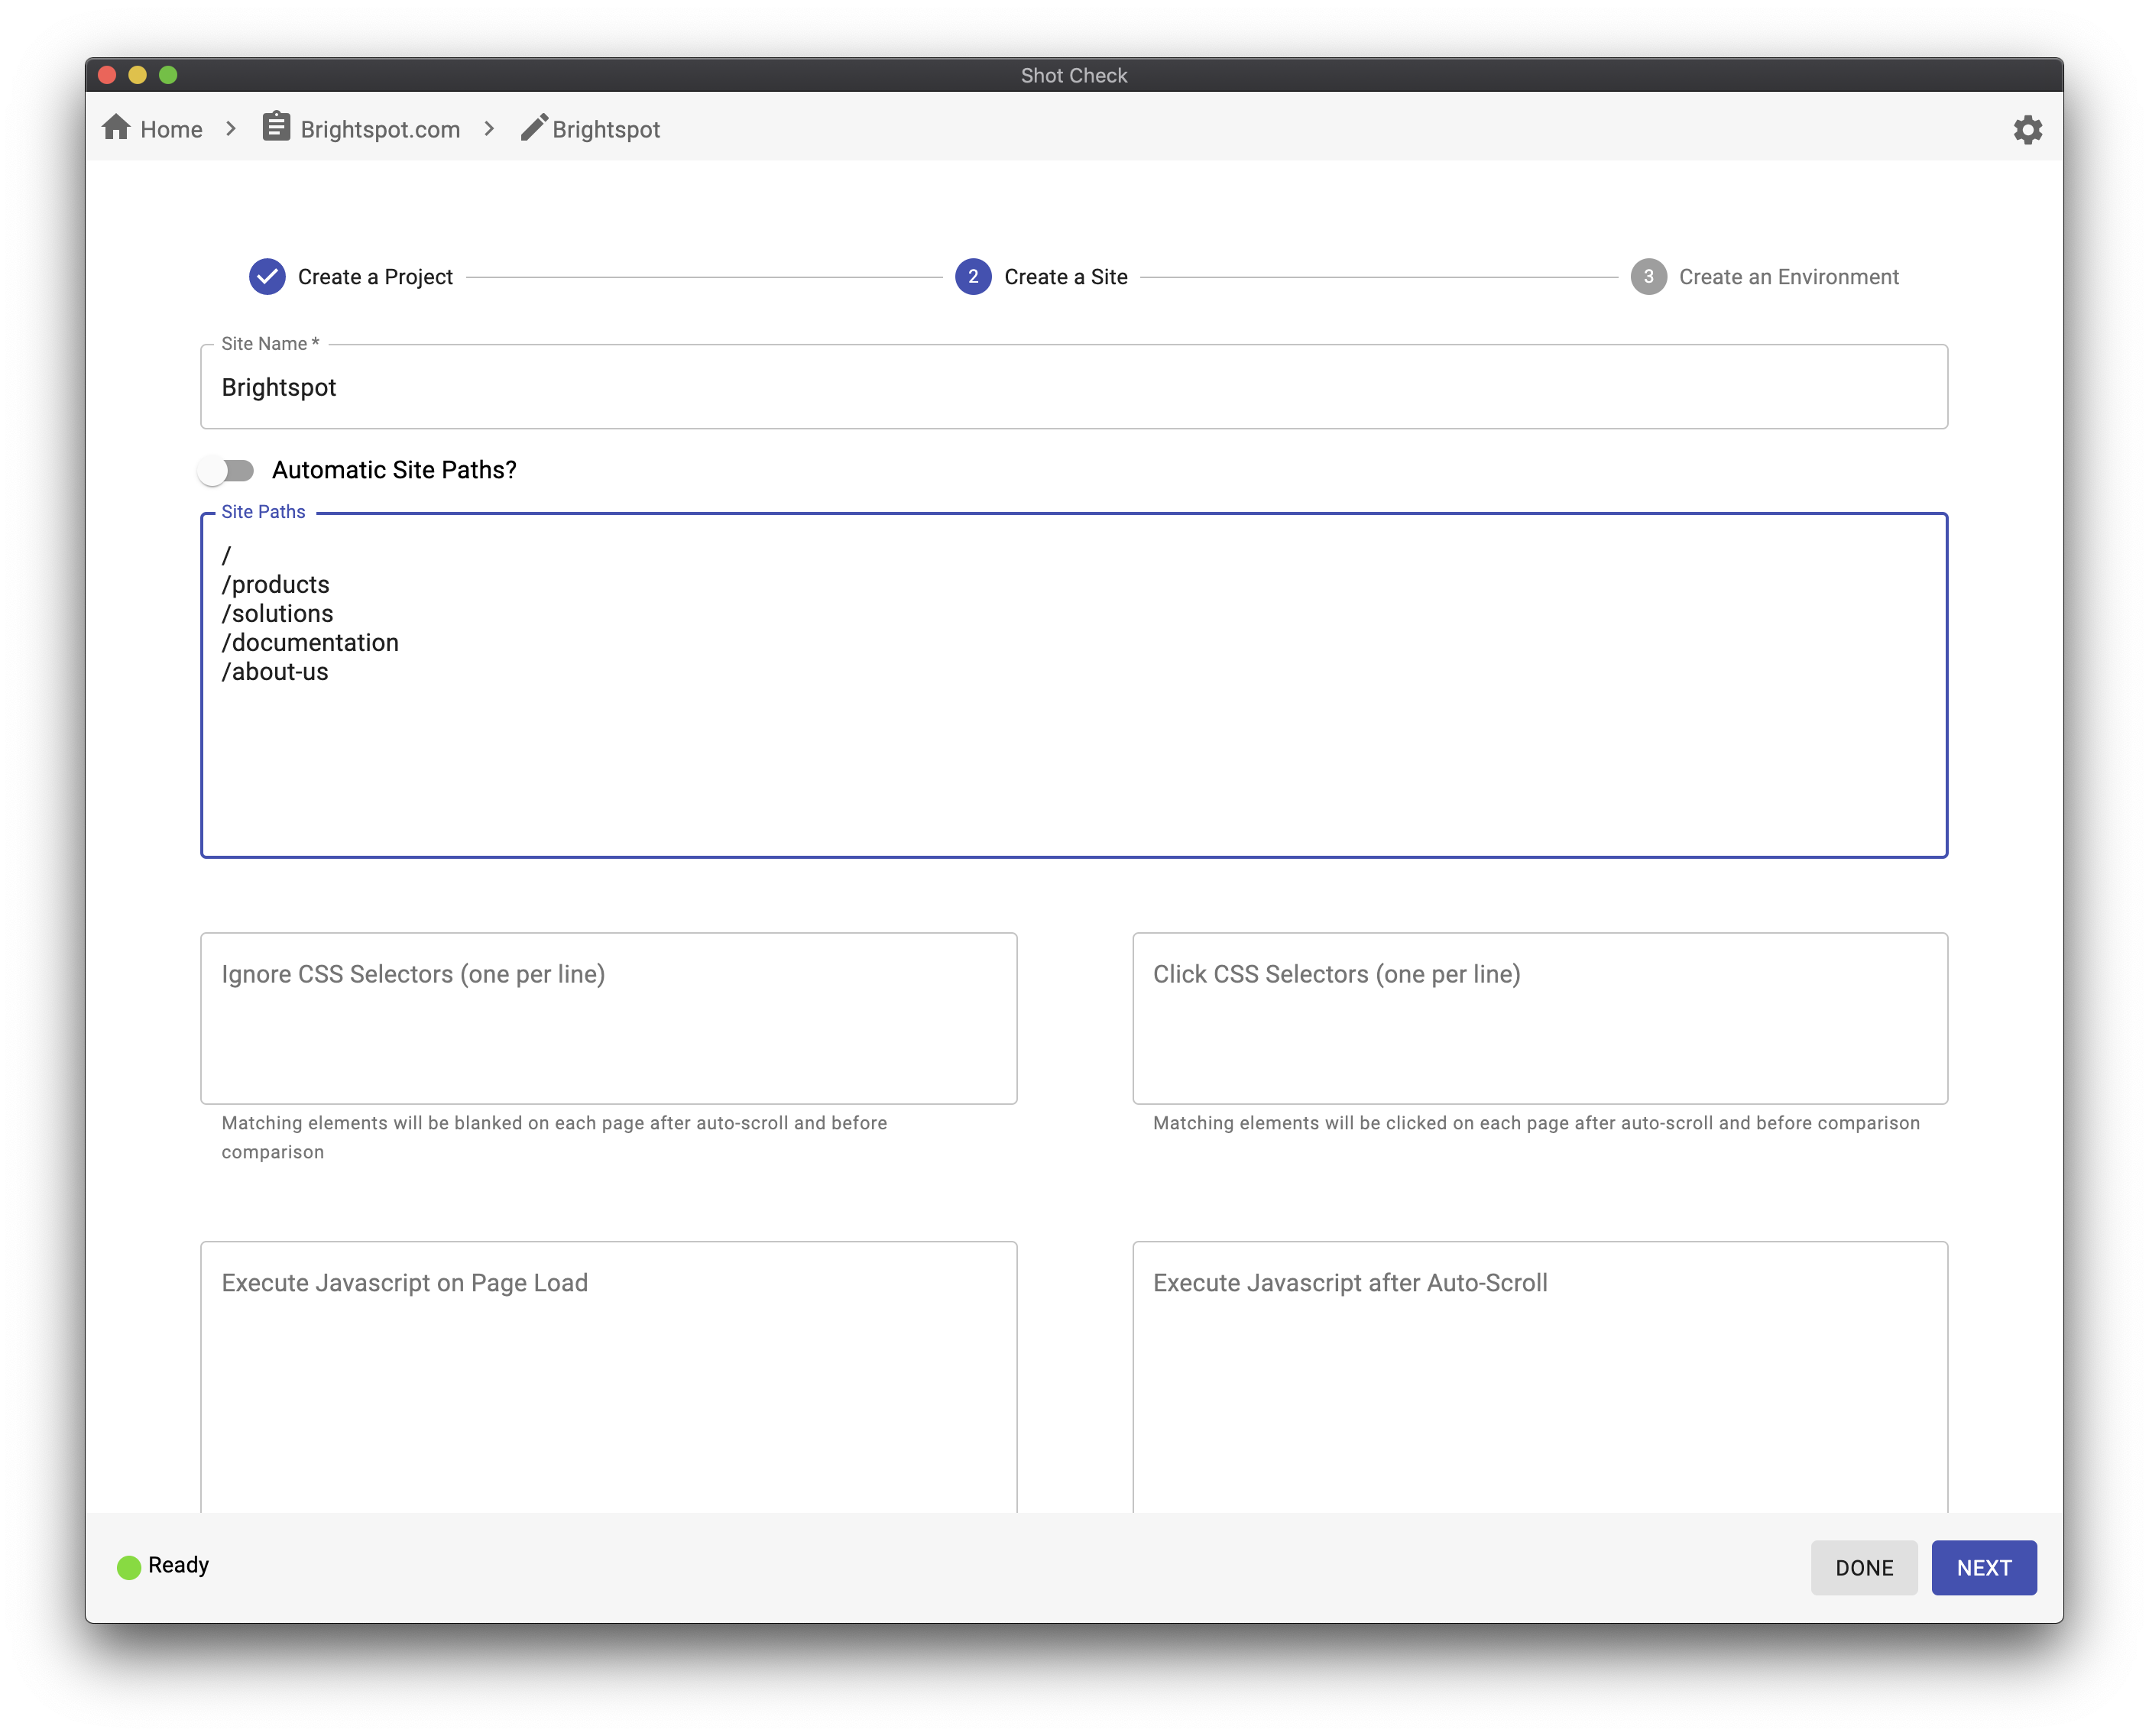 Shot Check
Home > Brightspot.com > Brightspot
Create a Project 2 Create a Site 3 Create an Environment
Site Name *
Brightspot
Automatic Site Paths?
Site Paths
/
/products
/solutions
/documentation
/about-us
Ignore CSS Selectors (one per line)
Matching elements will be blanked on each page after auto-scroll and before
comparison
Click CSS Selectors (one per line)
Matching elements will be clicked on each page after auto-scroll and before comparison
Execute Javascript on Page Load
Execute Javascript after Auto-Scroll
Ready
DONE NEXT